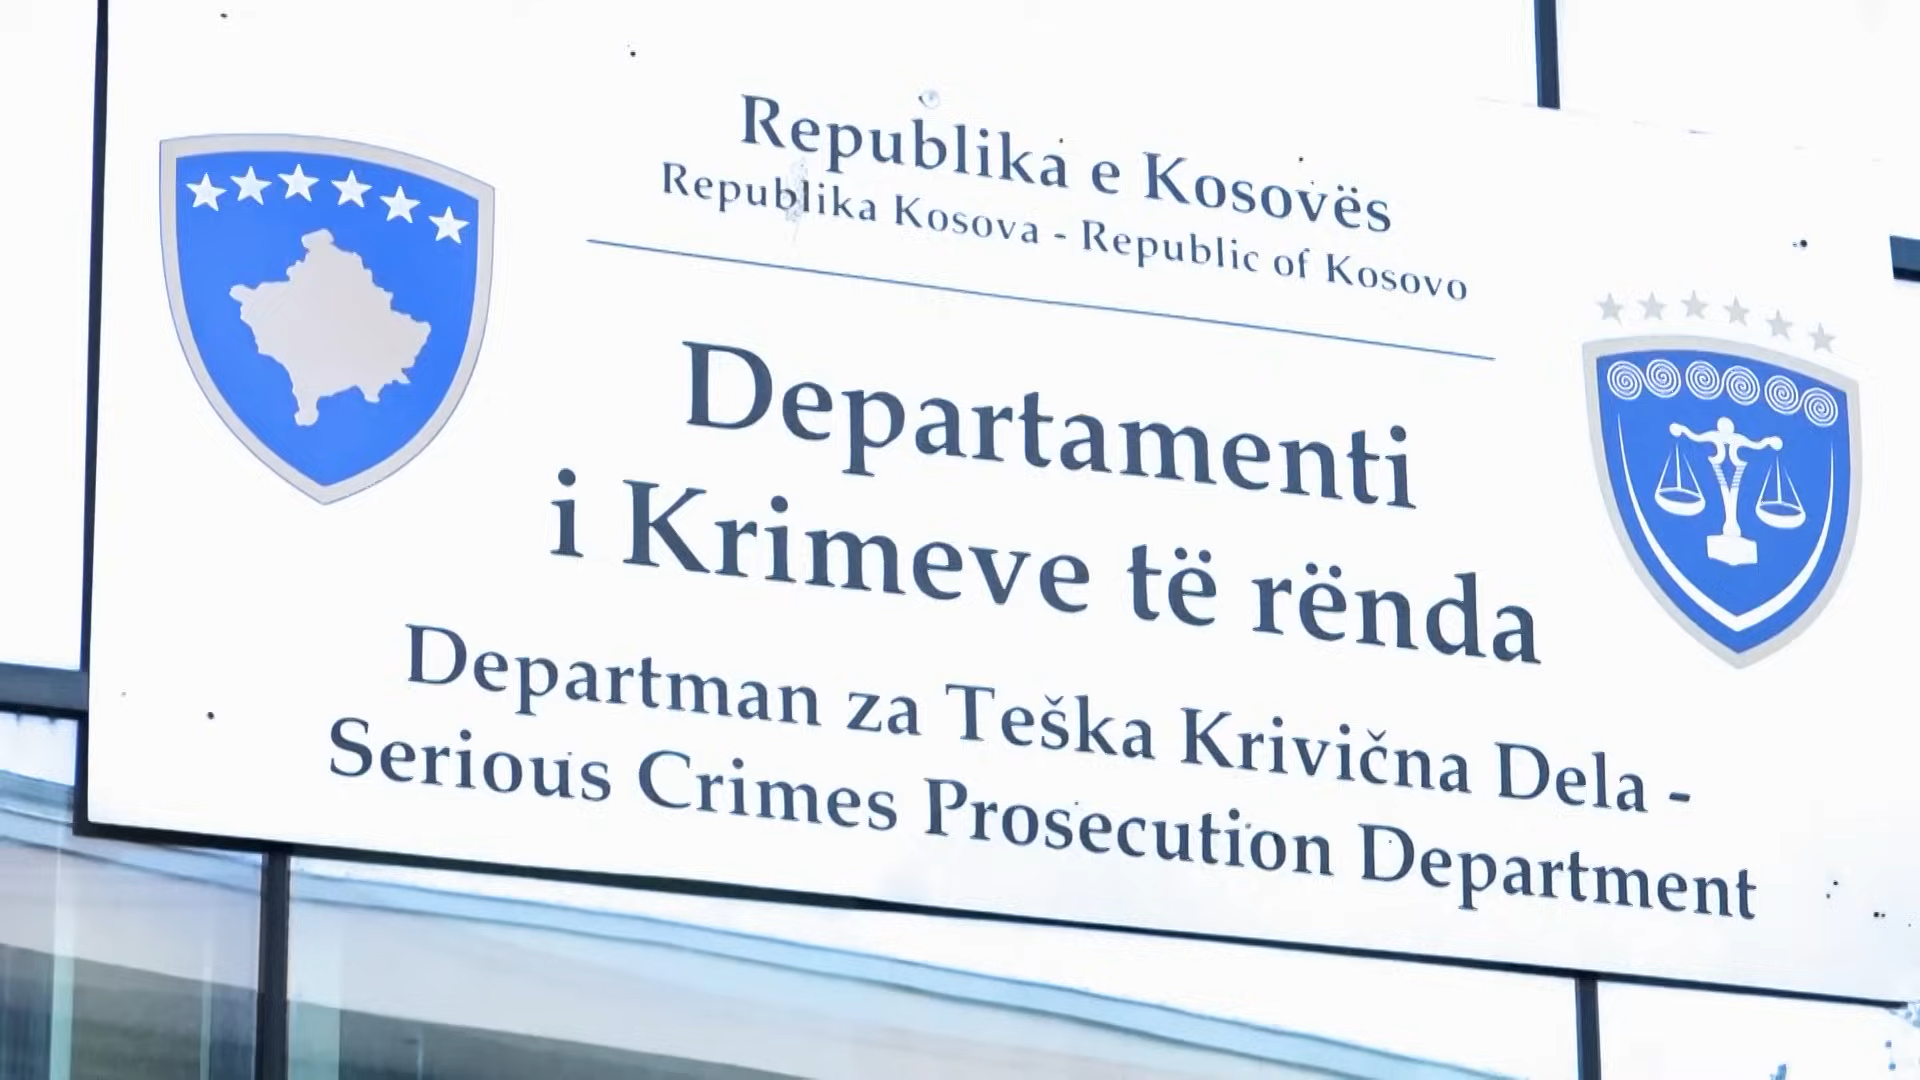 Republika e Kosovës
Republika Kosova - Republic of Kosovo
Departamenti
i Krimeve të rënda
Departman za Teška Krivična Dela -
Serious Crimes Prosecution Department